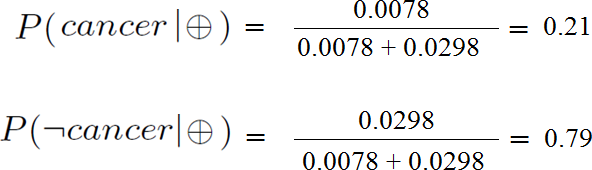 P(cancer|⊕) = 0.0078 / 0.0078 + 0.0298 = 0.21
P(¬cancer|⊕) = 0.0298 / 0.0078 + 0.0298 = 0.79